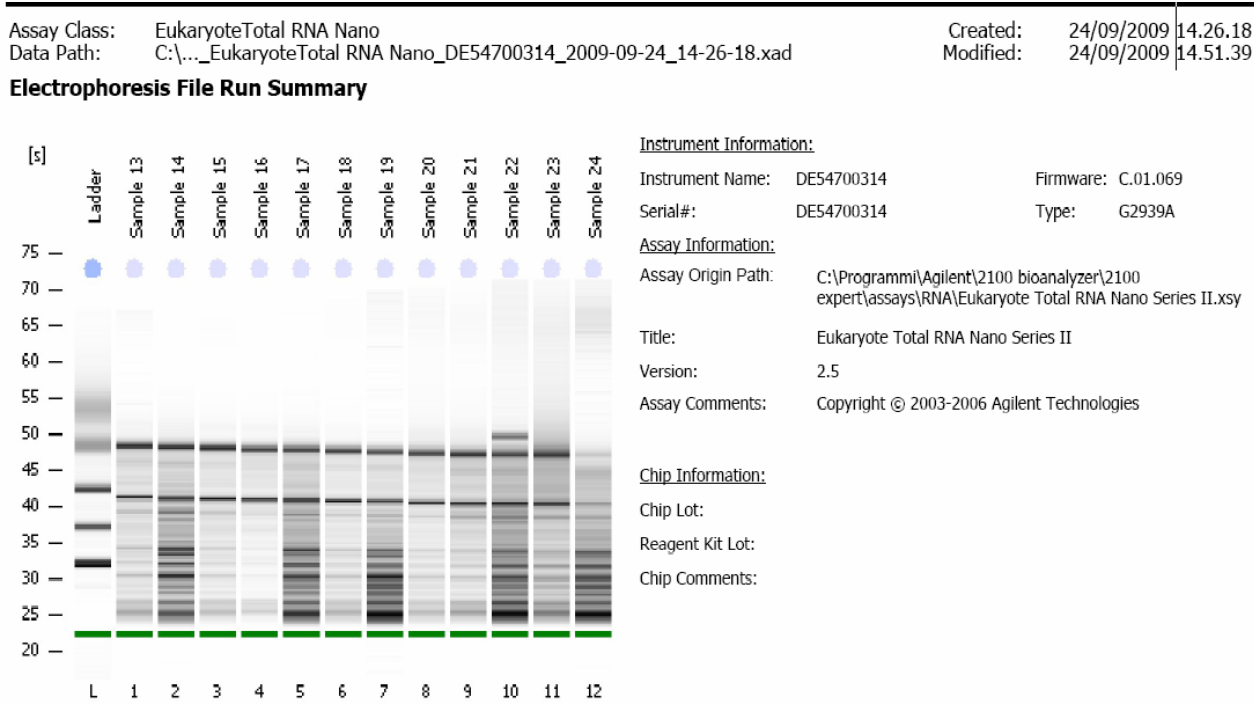 Assay Class: EukaryoteTotal RNA Nano Created: 24/09/2009 14.26.18
Data Path: C:\..._EukaryoteTotal RNA Nano_DE54700314_2009-09-24_14-26-18.xad Modified: 24/09/2009 14.51.39
Electrophoresis File Run Summary
[s]
Ladder
Sample 13
Sample 14
Sample 15
Sample 16
Sample 17
Sample 18
Sample 19
Sample 20
Sample 21
Sample 22
Sample 23
Sample 24
75
70
65
60
55
50
45
40
35
30
25
20
L 1 2 3 4 5 6 7 8 9 10 11 12
Instrument Information:
Instrument Name: DE54700314 Firmware: C.01.069
Serial#: DE54700314 Type: G2939A
Assay Information:
Assay Origin Path: C:\Programmi\Agilent\2100 bioanalyzer\2100
expert\assays\RNA\Eukaryote Total RNA Nano Series II.xsy
Title: Eukaryote Total RNA Nano Series II
Version: 2.5
Assay Comments: Copyright © 2003-2006 Agilent Technologies
Chip Information:
Chip Lot:
Reagent Kit Lot:
Chip Comments: